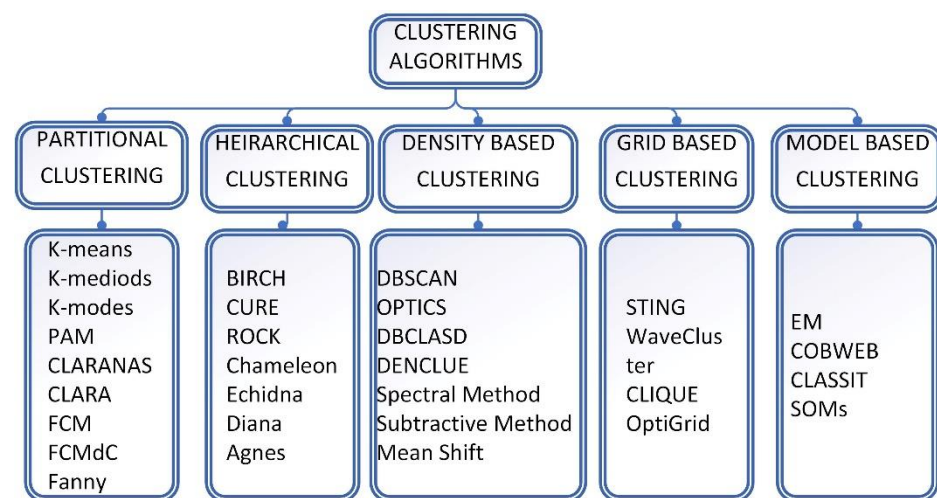 CLUSTERING
ALGORITHMS
PARTITIONAL
CLUSTERING
HEIRARCHICAL
CLUSTERING
DENSITY BASED
CLUSTERING
GRID BASED
CLUSTERING
MODEL BASED
CLUSTERING
K-means
K-mediods
K-modes
PAM
CLARANAS
CLARA
FCM
FCMdC
Fanny
BIRCH
CURE
ROCK
Chameleon
Echidna
Diana
Agnes
DBSCAN
OPTICS
DBCLASD
DENCLUE
Spectral Method
Subtractive Method
Mean Shift
STING
WaveClus
ter
CLIQUE
OptiGrid
EM
COBWEB
CLASSIT
SOMs